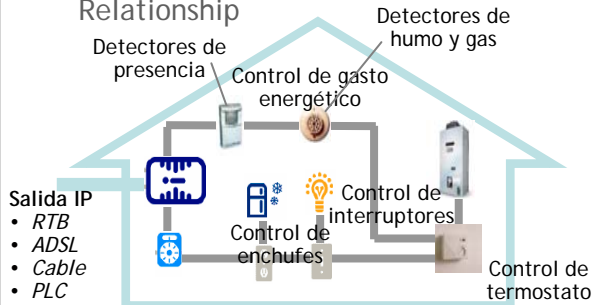 Relationship
Detectores de
presencia
Detectores de
humo y gas
Control de gasto
energético
Salida IP
• RTB
• ADSL
• Cable
• PLC
Control de
interruptores
Control de
enchufes
Control de
termostato